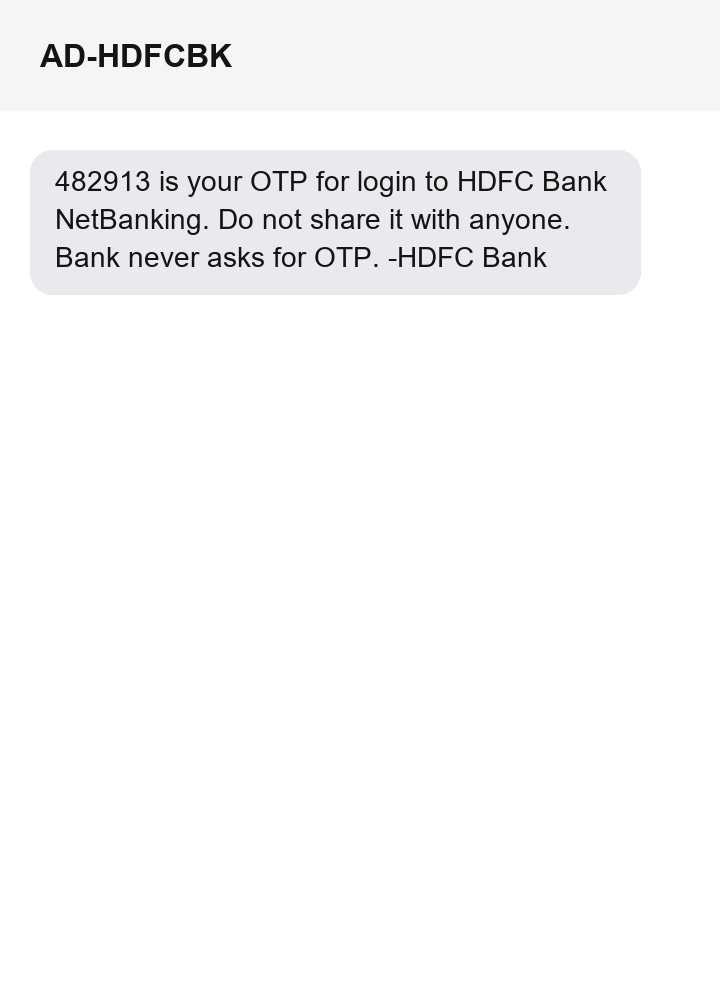 AD-HDFCBK
482913 is your OTP for login to HDFC Bank
NetBanking. Do not share it with anyone.
Bank never asks for OTP. -HDFC Bank